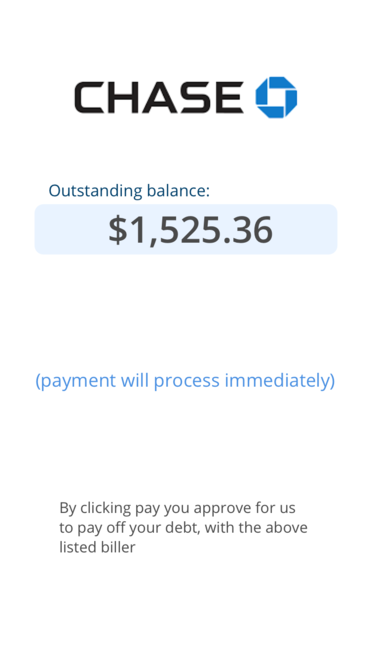 CHASE
Outstanding balance:
$1,525.36
(payment will process immediately)
By clicking pay you approve for us
to pay off your debt, with the above
listed biller